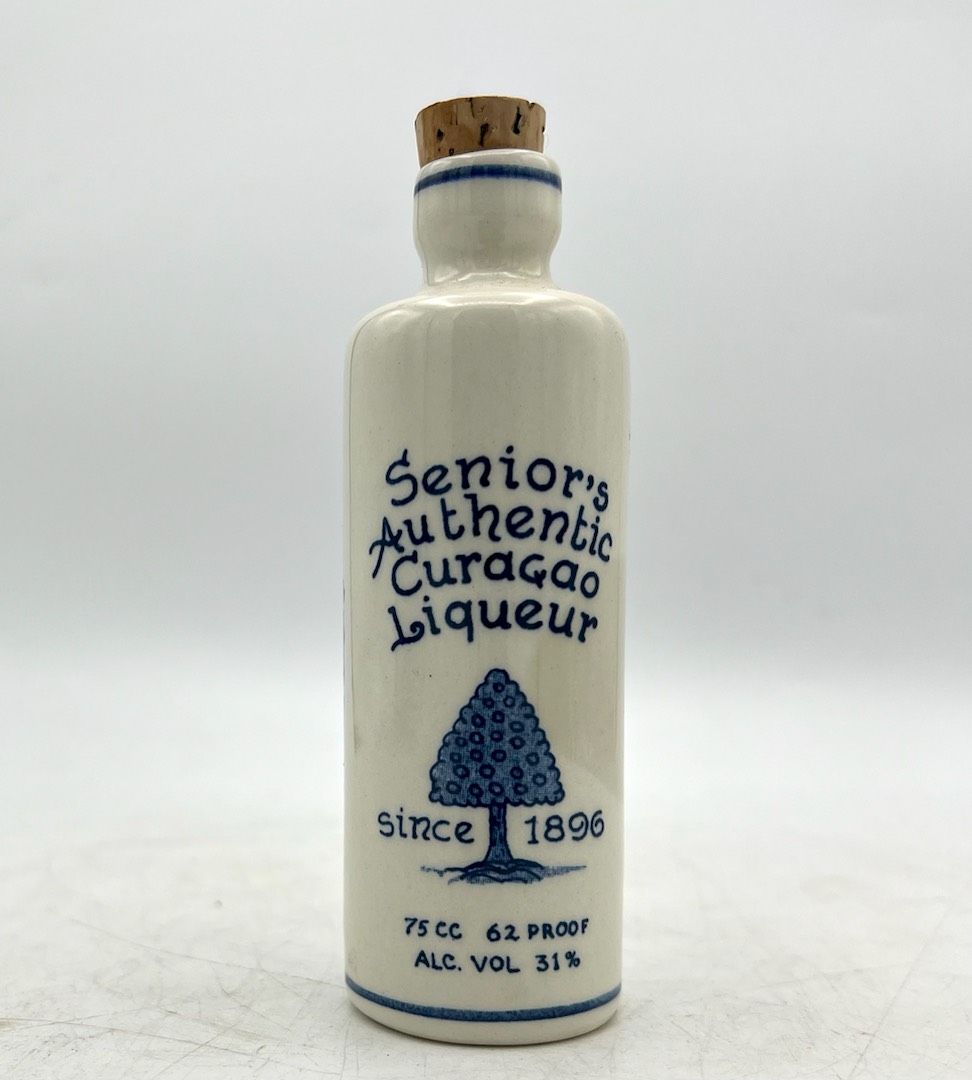 Senior's
Authentic
Curaçao
Liqueur
since 1896
75 CC 62 PROOF
ALC. VOL 31%